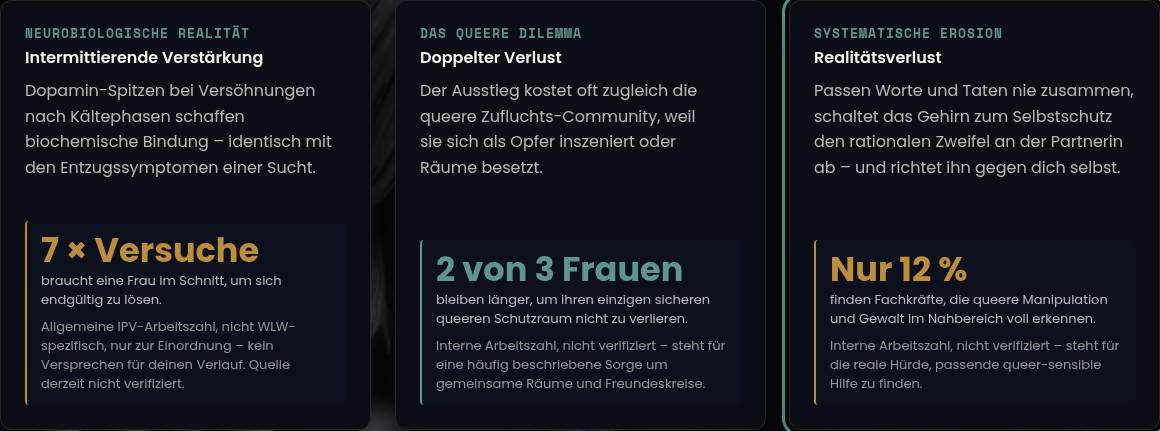 NEUROBIOLOGISCHE REALITÄT
Intermittierende Verstärkung
Dopamin-Spitzen bei Versöhnungen
nach Kältephasen schaffen
biochemische Bindung – identisch mit
den Entzugssymptomen einer Sucht.
7 × Versuche
braucht eine Frau im Schnitt, um sich
endgültig zu lösen.
Allgemeine IPV-Arbeitszahl, nicht WLW-
spezifisch, nur zur Einordnung – kein
Versprechen für deinen Verlauf. Quelle
derzeit nicht verifiziert.
DAS QUEERE DILEMMA
Doppelter Verlust
Der Ausstieg kostet oft zugleich die
queere Zufluchts-Community, weil
sie sich als Opfer inszeniert oder
Räume besetzt.
2 von 3 Frauen
bleiben länger, um ihren einzigen sicheren
queeren Schutzraum nicht zu verlieren.
Interne Arbeitszahl, nicht verifiziert – steht für
eine häufig beschriebene Sorge um
gemeinsame Räume und Freundeskreise.
SYSTEMATISCHE EROSION
Realitätsverlust
Passen Worte und Taten nie zusammen,
schaltet das Gehirn zum Selbstschutz
den rationalen Zweifel an der Partnerin
ab – und richtet ihn gegen dich selbst.
Nur 12 %
finden Fachkräfte, die queere Manipulation
und Gewalt im Nahbereich voll erkennen.
Interne Arbeitszahl, nicht verifiziert – steht für
die reale Hürde, passende queer-sensible
Hilfe zu finden.